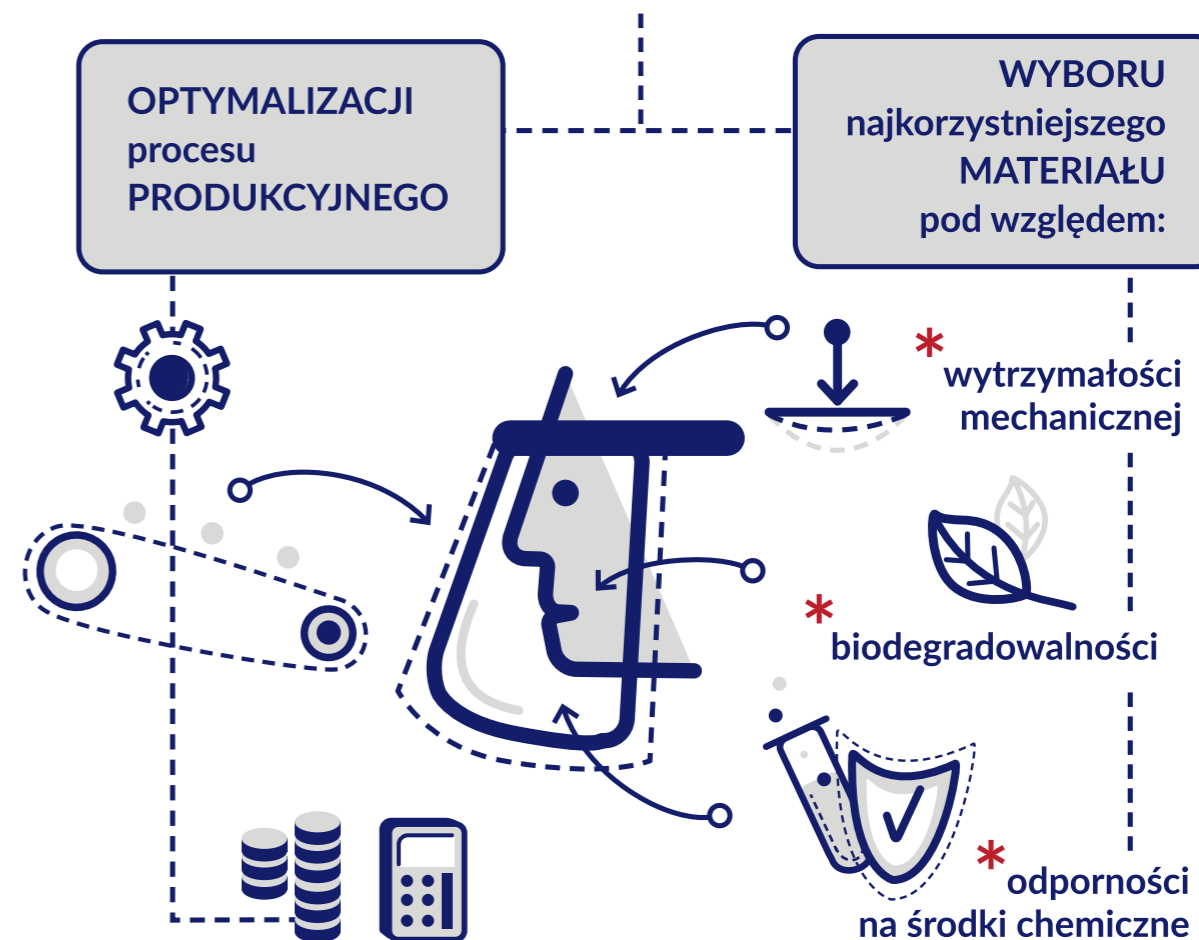 OPTYMALIZACJI
procesu
PRODUKCYJNEGO
WYBORU
najkorzystniejszego
MATERIAŁU
pod względem:
*wytrzymałości
mechanicznej
*biodegradowalności
*odporności
na środki chemiczne